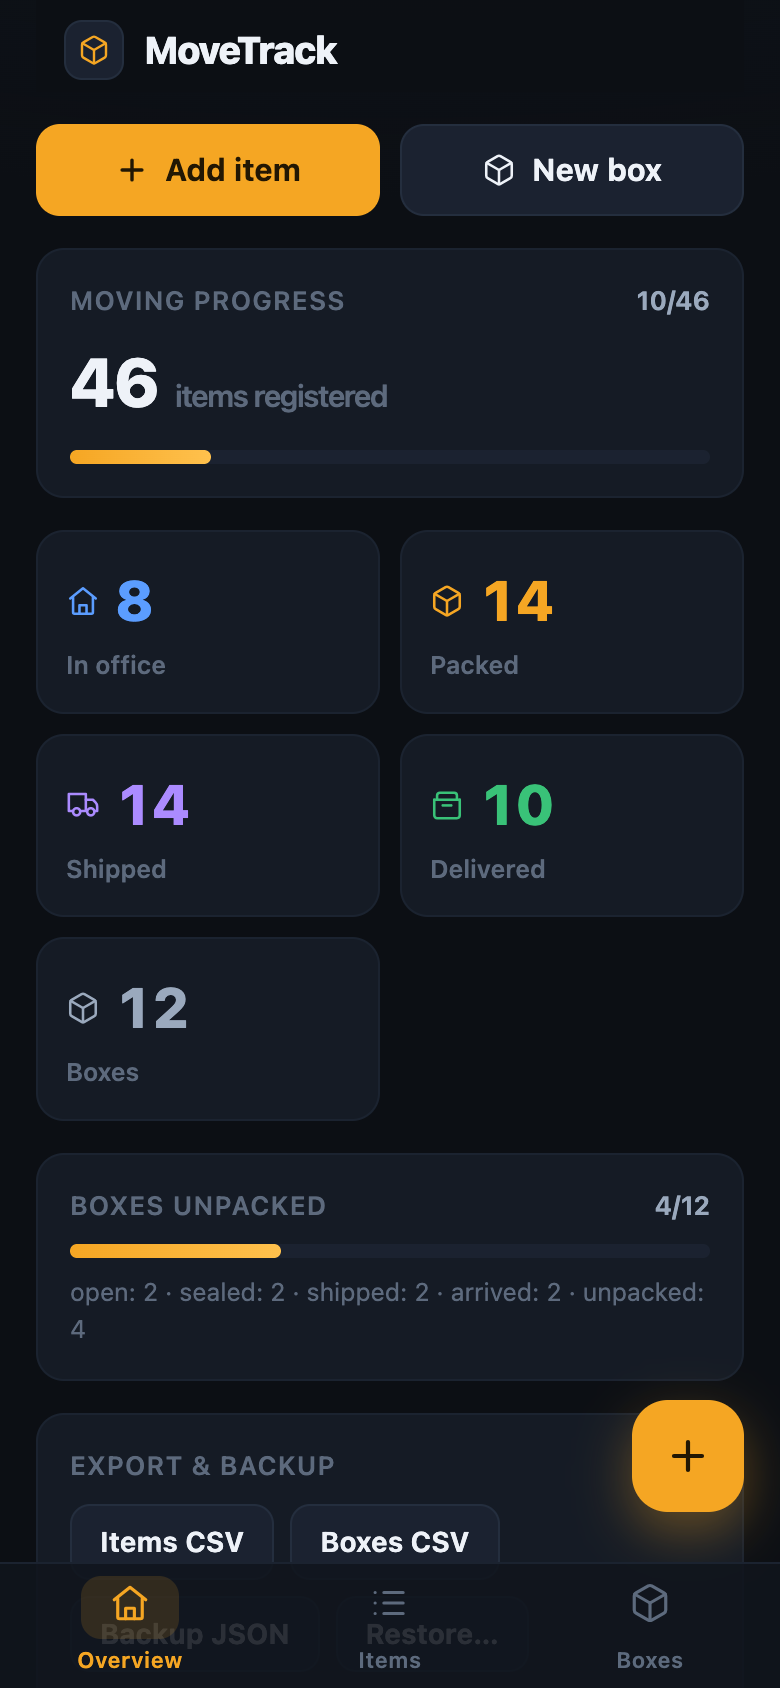 MoveTrack
Add item
New box
MOVING PROGRESS
10/46
46 items registered
8
In office
14
Packed
14
Shipped
10
Delivered
12
Boxes
BOXES UNPACKED
4/12
open: 2 · sealed: 2 · shipped: 2 · arrived: 2 · unpacked:
4
EXPORT & BACKUP
Items CSV
Boxes CSV
Backup JSON
Restore...
Overview
Items
Boxes